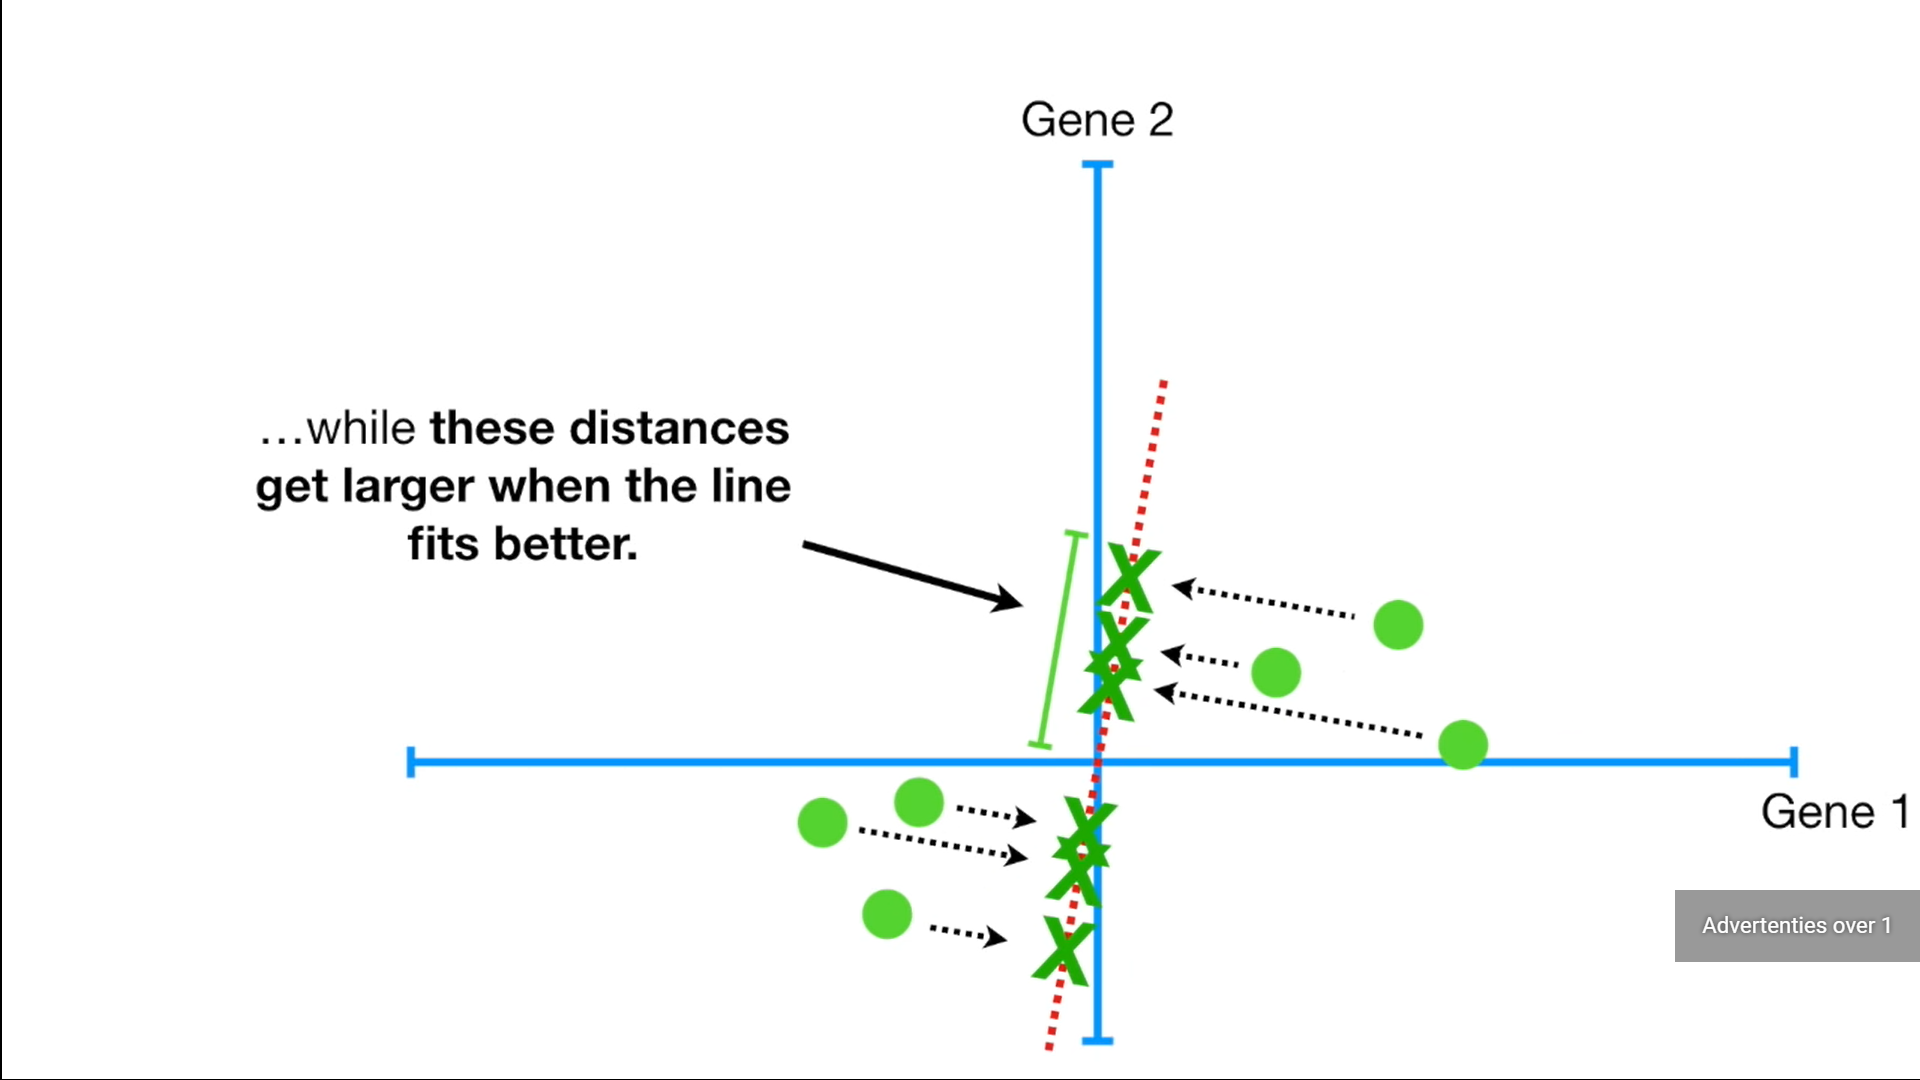 Gene 2
…while these distances
get larger when the line
fits better.
Gene 1
Advertenties over 1